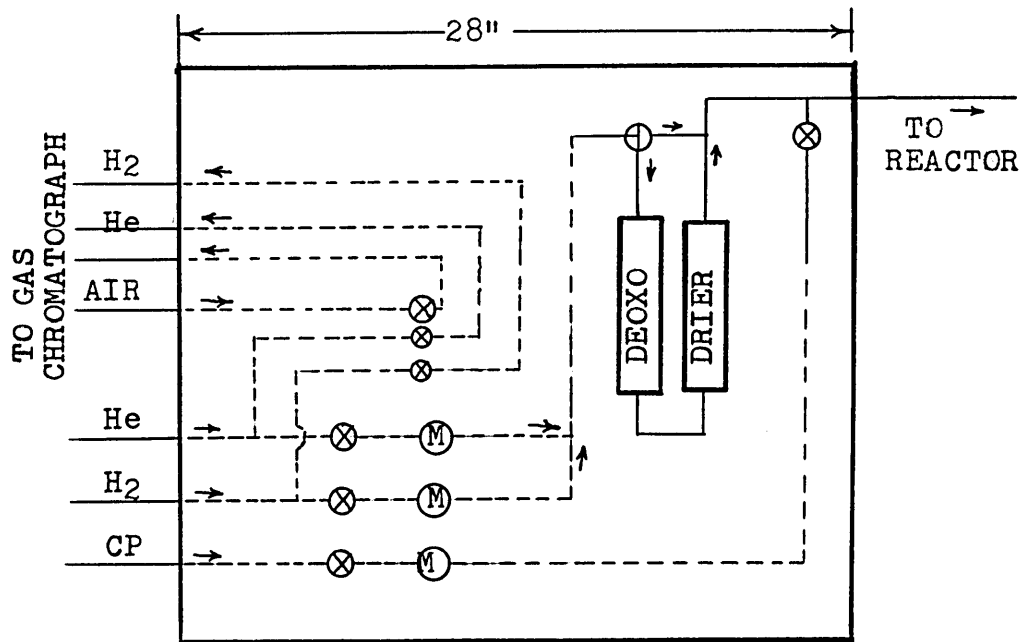 28"
TO
REACTOR
TO GAS
CHROMATOGRAPH
H2
He
AIR
He
H2
CP
M
M
M
DEOXO
DRIER